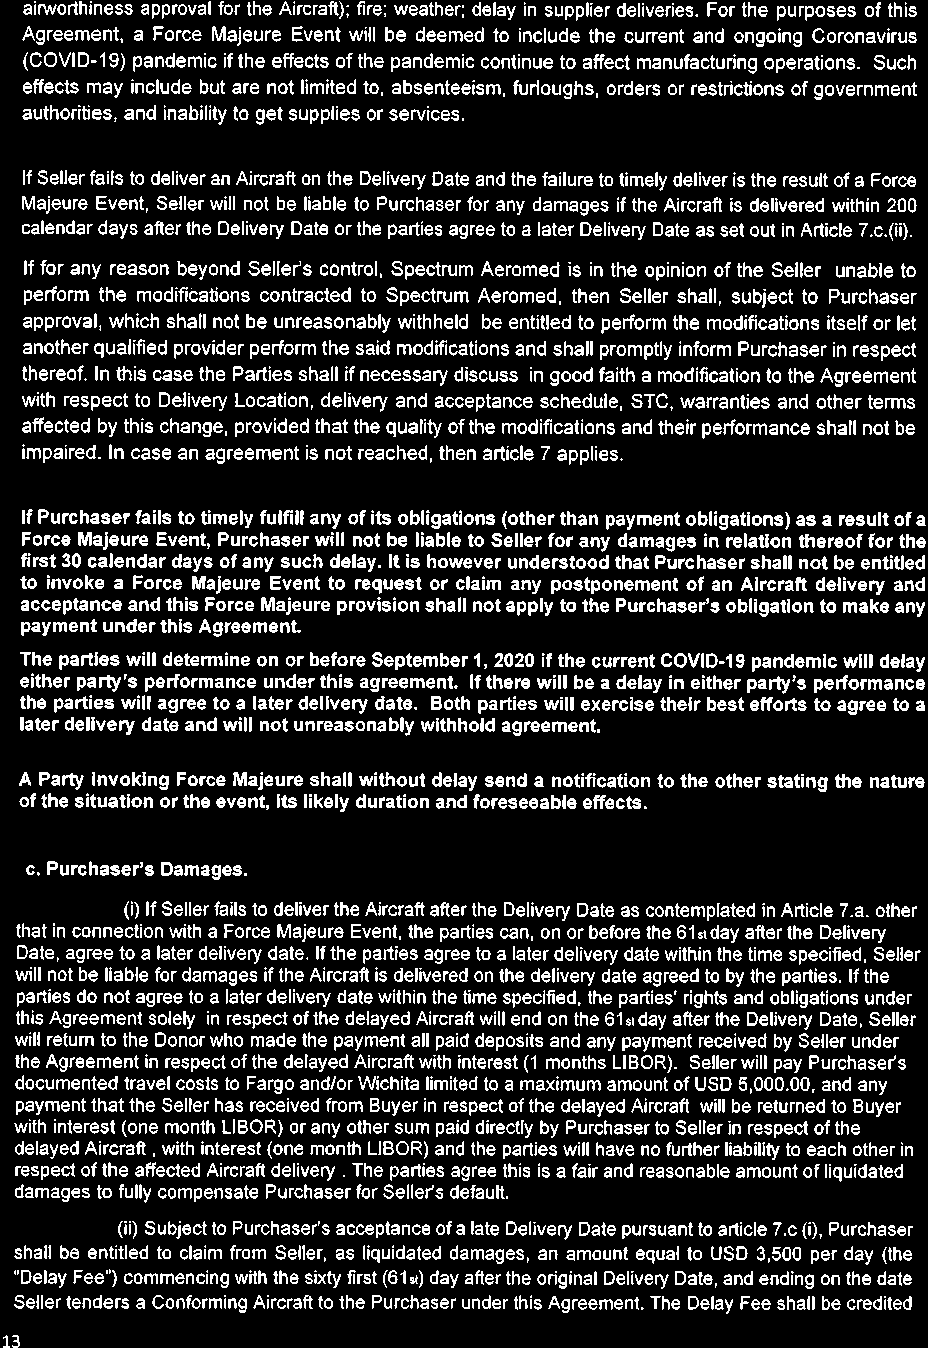 airworthiness approval for the Aircraft); fire; weather; delay in supplier deliveries. For the purposes of this
Agreement, a Force Majeure Event will be deemed to include the current and ongoing Coronavirus
(COVID-19) pandemic if the effects of the pandemic continue to affect manufacturing operations. Such
effects may include but are not limited to, absenteeism, furloughs, orders or restrictions of government
authorities, and inability to get supplies or services.
If Seller fails to deliver an Aircraft on the Delivery Date and the failure to timely deliver is the result of a Force
Majeure Event, Seller will not be liable to Purchaser for any damages if the Aircraft is delivered within 200
calendar days after the Delivery Date or the parties agree to a later Delivery Date as set out in Article 7.c.(ii).
If for any reason beyond Seller's control, Spectrum Aeromed is in the opinion of the Seller unable to
perform the modifications contracted to Spectrum Aeromed, then Seller shall, subject to Purchaser
approval, which shall not be unreasonably withheld be entitled to perform the modifications itself or let
another qualified provider perform the said modifications and shall promptly inform Purchaser in respect
thereof. In this case the Parties shall if necessary discuss in good faith a modification to the Agreement
with respect to Delivery Location, delivery and acceptance schedule, STC, warranties and other terms
affected by this change, provided that the quality of the modifications and their performance shall not be
impaired. In case an agreement is not reached, then article 7 applies.
If Purchaser fails to timely fulfill any of its obligations (other than payment obligations) as a result of a
Force Majeure Event, Purchaser will not be liable to Seller for any damages in relation thereof for the
first 30 calendar days of any such delay. It is however understood that Purchaser shall not be entitled
to invoke a Force Majeure Event to request or claim any postponement of an Aircraft delivery and
acceptance and this Force Majeure provision shall not apply to the Purchaser's obligation to make any
payment under this Agreement.
The parties will determine on or before September 1, 2020 if the current COVID-19 pandemic will delay
either party's performance under this agreement. If there will be a delay in either party's performance
the parties will agree to a later delivery date. Both parties will exercise their best efforts to agree to a
later delivery date and will not unreasonably withhold agreement.
A Party invoking Force Majeure shall without delay send a notification to the other stating the nature
of the situation or the event, its likely duration and foreseeable effects.
c. Purchaser's Damages.
(i) If Seller fails to deliver the Aircraft after the Delivery Date as contemplated in Article 7.a. other
that in connection with a Force Majeure Event, the parties can, on or before the 61st day after the Delivery
Date, agree to a later delivery date. If the parties agree to a later delivery date within the time specified, Seller
will not be liable for damages if the Aircraft is delivered on the delivery date agreed to by the parties. If the
parties do not agree to a later delivery date within the time specified, the parties' rights and obligations under
this Agreement solely in respect of the delayed Aircraft will end on the 61st day after the Delivery Date, Seller
will return to the Donor who made the payment all paid deposits and any payment received by Seller under
the Agreement in respect of the delayed Aircraft with interest (1 months LIBOR). Seller will pay Purchaser's
documented travel costs to Fargo and/or Wichita limited to a maximum amount of USD 5,000.00, and any
payment that the Seller has received from Buyer in respect of the delayed Aircraft will be returned to Buyer
with interest (one month LIBOR) or any other sum paid directly by Purchaser to Seller in respect of the
delayed Aircraft , with interest (one month LIBOR) and the parties will have no further liability to each other in
respect of the affected Aircraft delivery . The parties agree this is a fair and reasonable amount of liquidated
damages to fully compensate Purchaser for Seller's default.
(ii) Subject to Purchaser's acceptance of a late Delivery Date pursuant to article 7.c (i), Purchaser
shall be entitled to claim from Seller, as liquidated damages, an amount equal to USD 3,500 per day (the
"Delay Fee") commencing with the sixty first (61st) day after the original Delivery Date, and ending on the date
Seller tenders a Conforming Aircraft to the Purchaser under this Agreement. The Delay Fee shall be credited
13